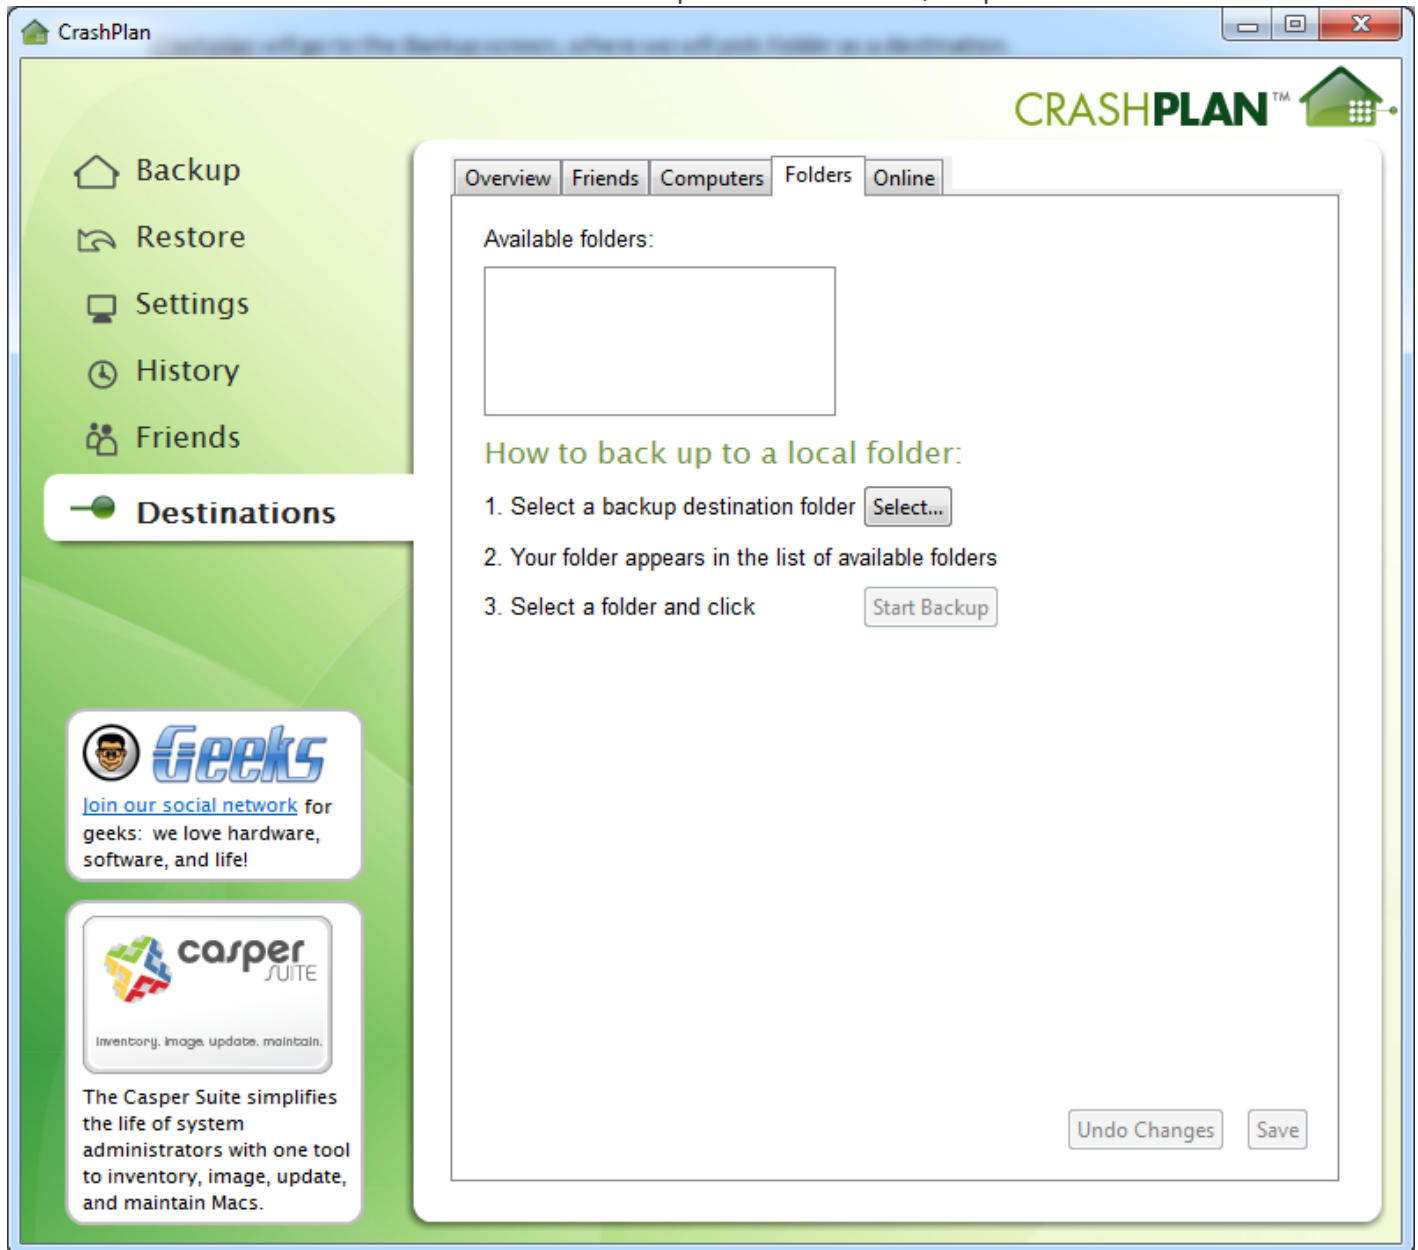 CrashPlan
CRASHPLAN™
Backup
Restore
Settings
History
Friends
Destinations
Overview Friends Computers Folders Online
Available folders:
How to back up to a local folder:
1. Select a backup destination folder Select...
2. Your folder appears in the list of available folders
3. Select a folder and click Start Backup
Undo Changes Save
Geeks
Join our social network for
geeks: we love hardware,
software, and life!
casper
SUITE
inventory. image. update. maintain.
The Casper Suite simplifies
the life of system
administrators with one tool
to inventory, image, update,
and maintain Macs.